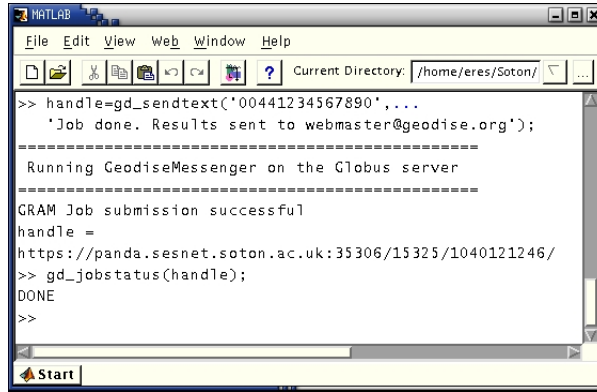 MATLAB
File Edit View Web Window Help
? Current Directory: /home/eres/Soton/ ...
>> handle=gd_sendtext('00441234567890',...
'Job done. Results sent to webmaster@geodise.org');
==================================================
Running GeodiseMessenger on the Globus server
==================================================
GRAM Job submission successful
handle =
https://panda.sesnet.soton.ac.uk:35306/15325/1040121246/
>> gd_jobstatus(handle);
DONE
>>
Start